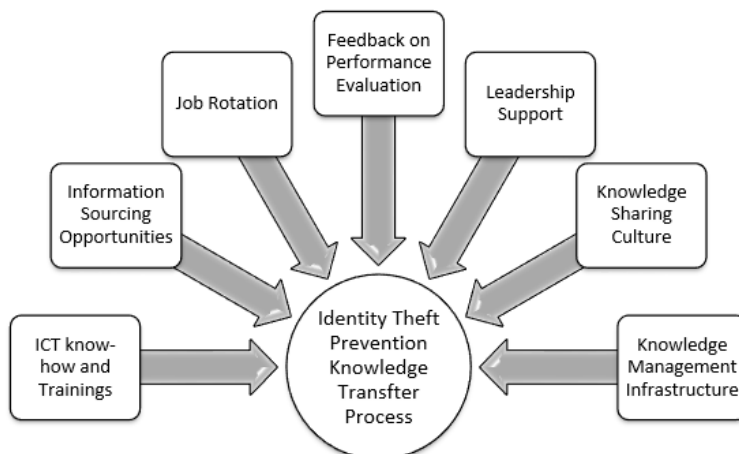 Feedback on
Performance
Evaluation
Job Rotation
Leadership
Support
Information
Sourcing
Opportunities
Knowledge
Sharing
Culture
ICT know-
how and
Trainings
Identity Theft
Prevention
Knowledge
Transfter
Process
Knowledge
Management
Infrastructure